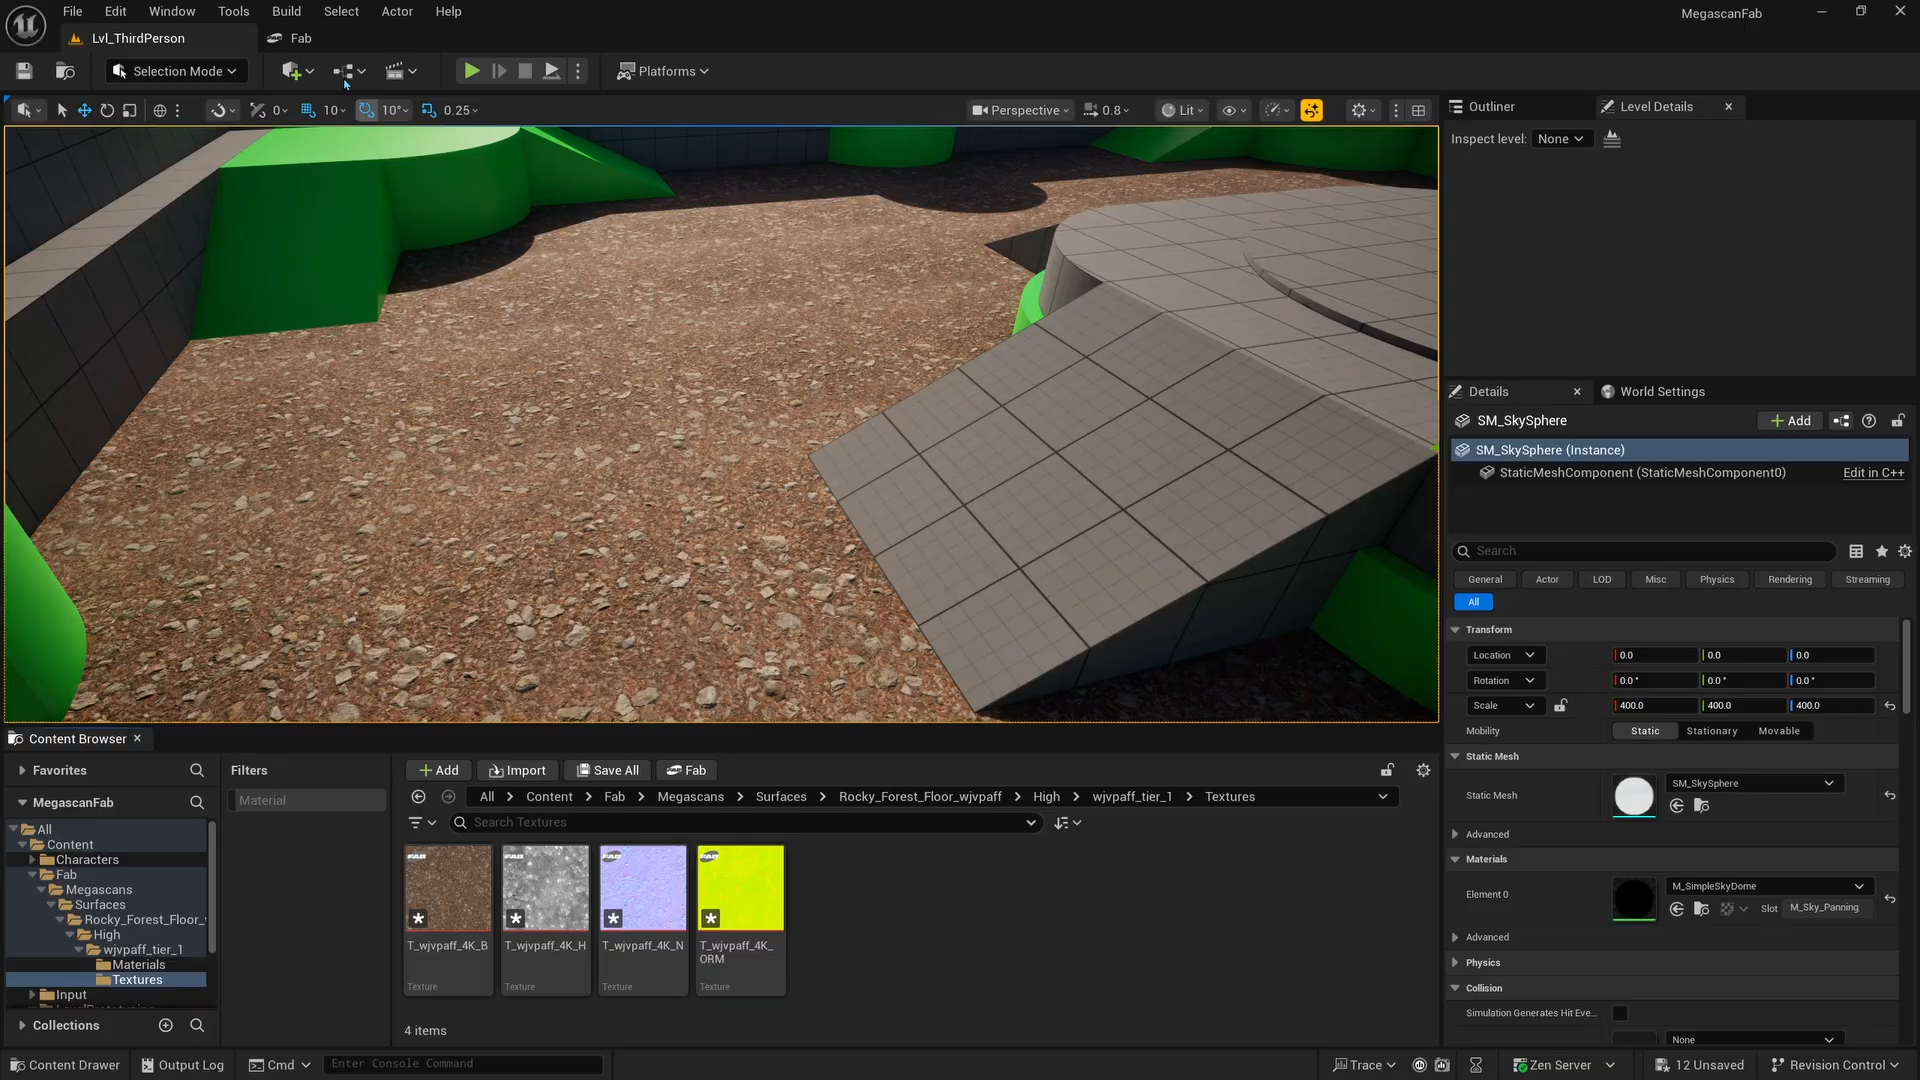 File Edit Window Tools Build Select Actor Help
MegascanFab
Lvl_ThirdPerson
Fab
Selection Mode
Platforms
0
10
10°
0.25
Perspective
0.8
Lit
Outliner
Level Details
Inspect level: None
Details
World Settings
SM_SkySphere
Add
SM_SkySphere (Instance)
StaticMeshComponent (StaticMeshComponent0)
Edit in C++
Search
General Actor LOD Misc Physics Rendering Streaming
All
Transform
Location 0.0 0.0 0.0
Rotation 0.0 ° 0.0 ° 0.0 °
Scale 400.0 400.0 400.0
Mobility Static Stationary Movable
Static Mesh
Static Mesh SM_SkySphere
Advanced
Materials
Element 0 M_SimpleSkyDome
Slot M_Sky_Panning
Advanced
Physics
Collision
Simulation Generates Hit Eve...
None
Content Browser
Favorites
MegascanFab
All
Content
Characters
Fab
Megascans
Surfaces
Rocky_Forest_Floor_
High
wjvpaff_tier_1
Materials
Textures
Input
Collections
Filters
Material
Add
Import
Save All
Fab
All > Content > Fab > Megascans > Surfaces > Rocky_Forest_Floor_wjvpaff > High > wjvpaff_tier_1 > Textures
Search Textures
FAB FAB FAB FAB
T_wjvpaff_4K_B
Texture
T_wjvpaff_4K_H
Texture
T_wjvpaff_4K_N
Texture
T_wjvpaff_4K_
ORM
Texture
4 items
Content Drawer
Output Log
Cmd
Enter Console Command
Trace
Zen Server
12 Unsaved
Revision Control